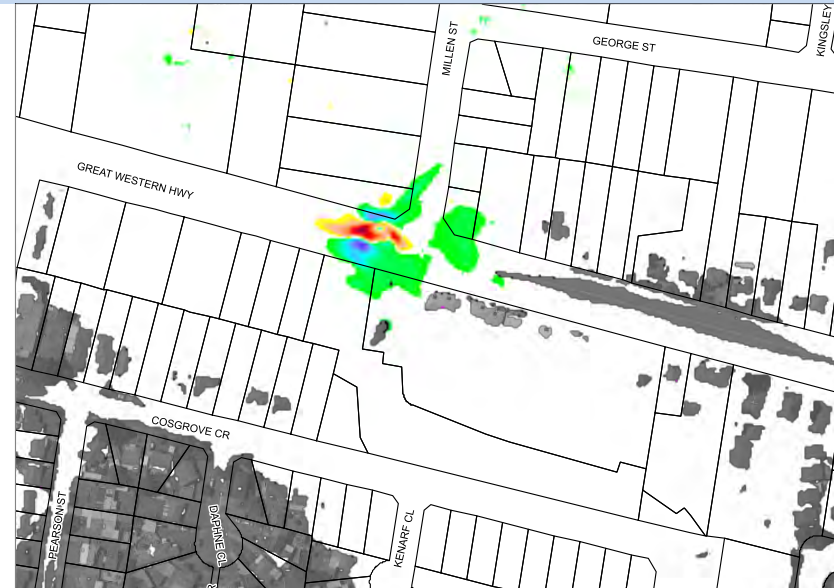 GEORGE ST
KINGSLEY
MILLEN ST
GREAT WESTERN HWY
COSGROVE CR
PEARSON ST
DAPHNE CL
KENARF CL